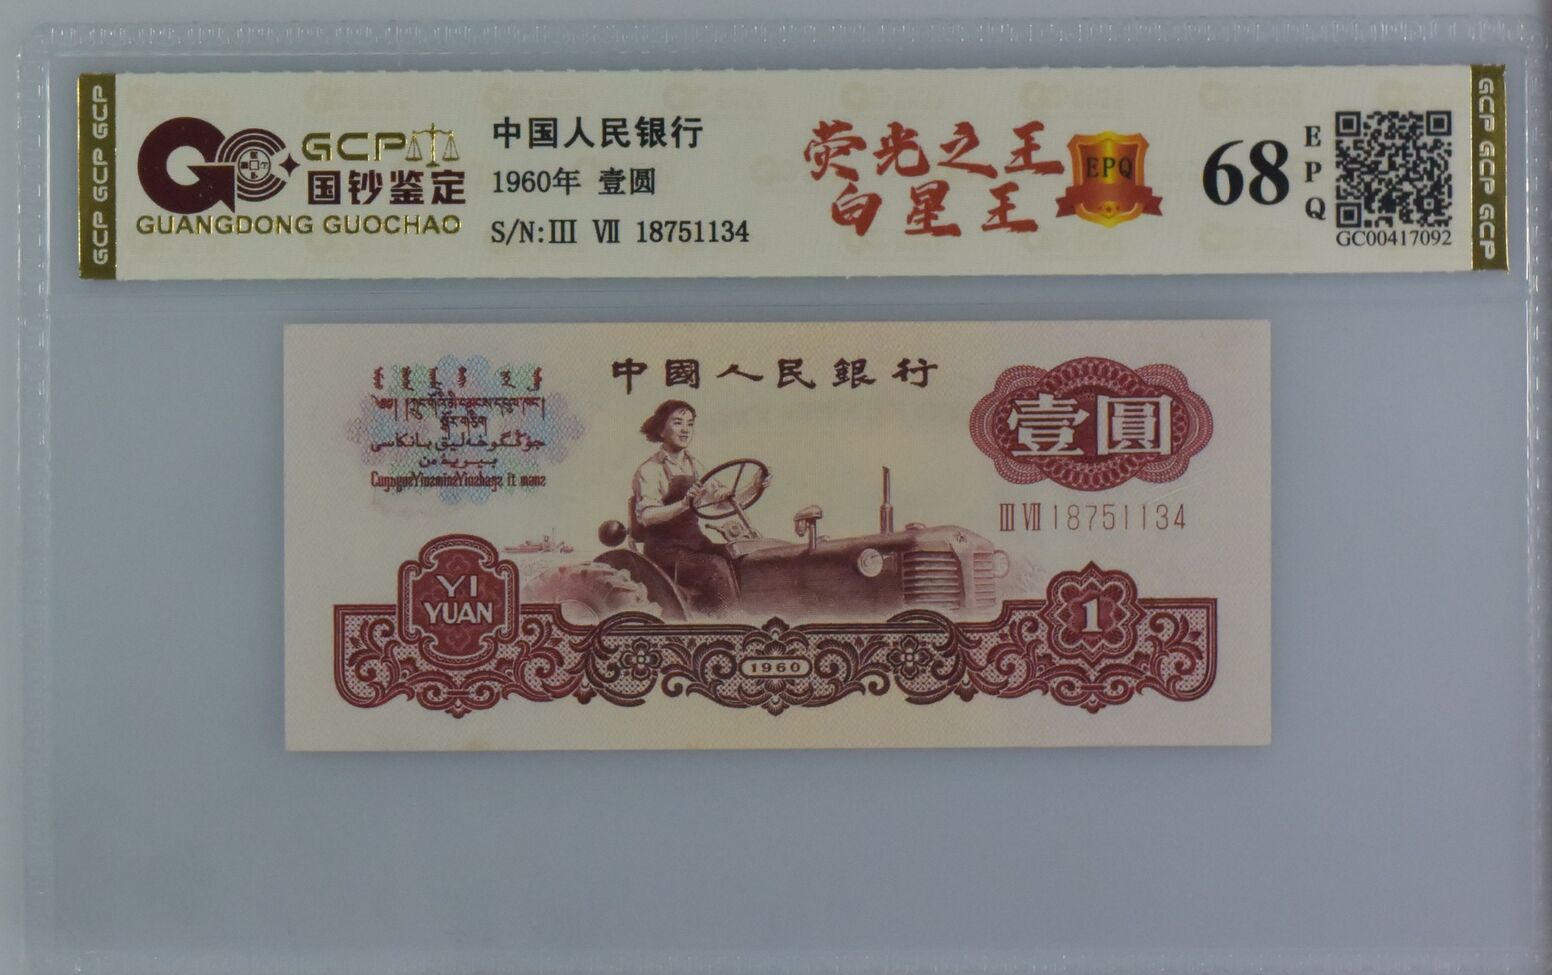 GCP GCP GCP
GCP
国钞鉴定
GUANGDONG GUOCHAO
中国人民银行
1960年 壹圆
S/N:III VII 18751134
荧光之王
白星王
EPQ
68
EPQ
GC00417092
GCP GCP GCP
中國人民銀行
壹圓
III VII 18751134
YI
YUAN
1960
1